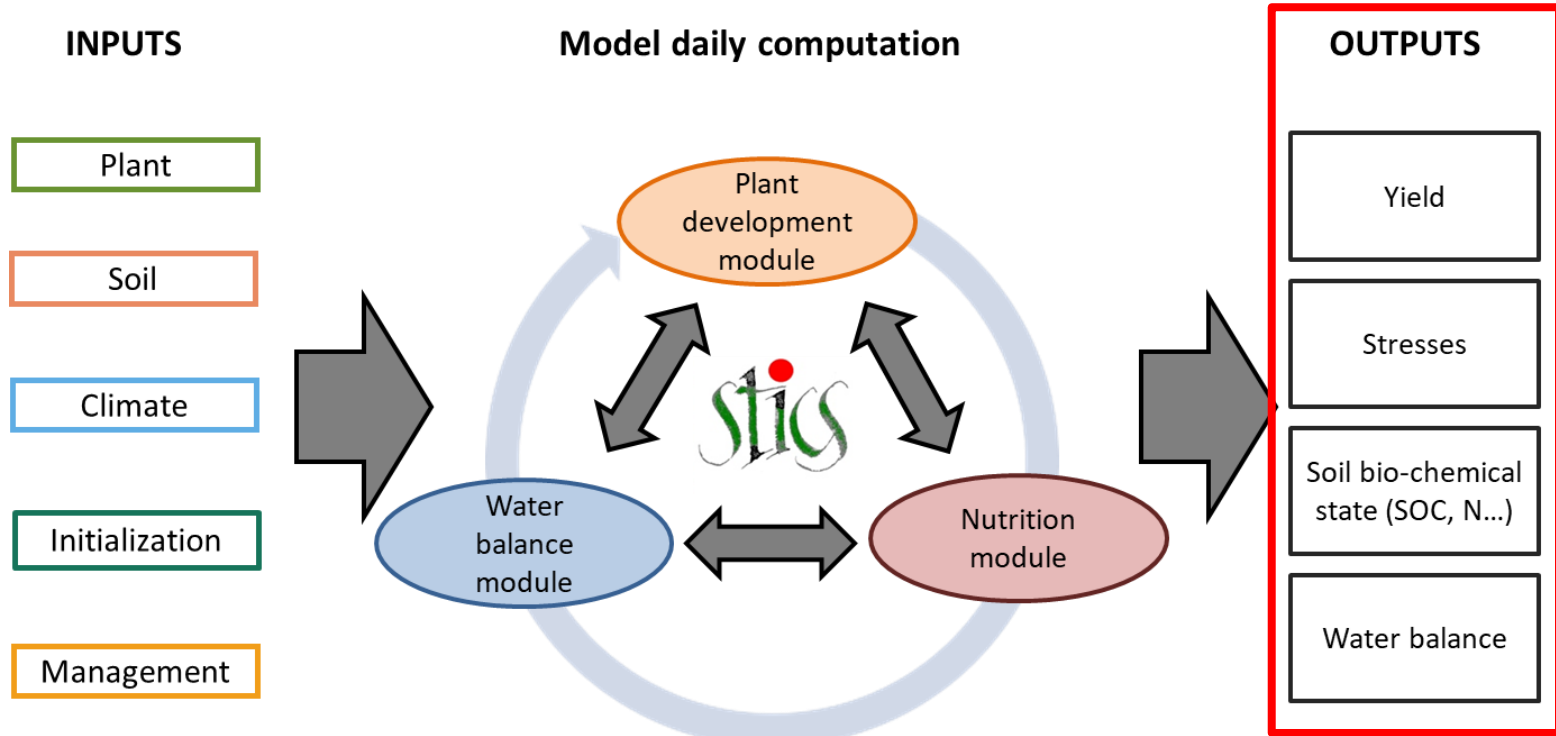 INPUTS
Model daily computation
OUTPUTS
Plant
Soil
Climate
Initialization
Management
Plant
development
module
stics
Water
balance
module
Nutrition
module
Yield
Stresses
Soil bio-chemical
state (SOC, N...)
Water balance